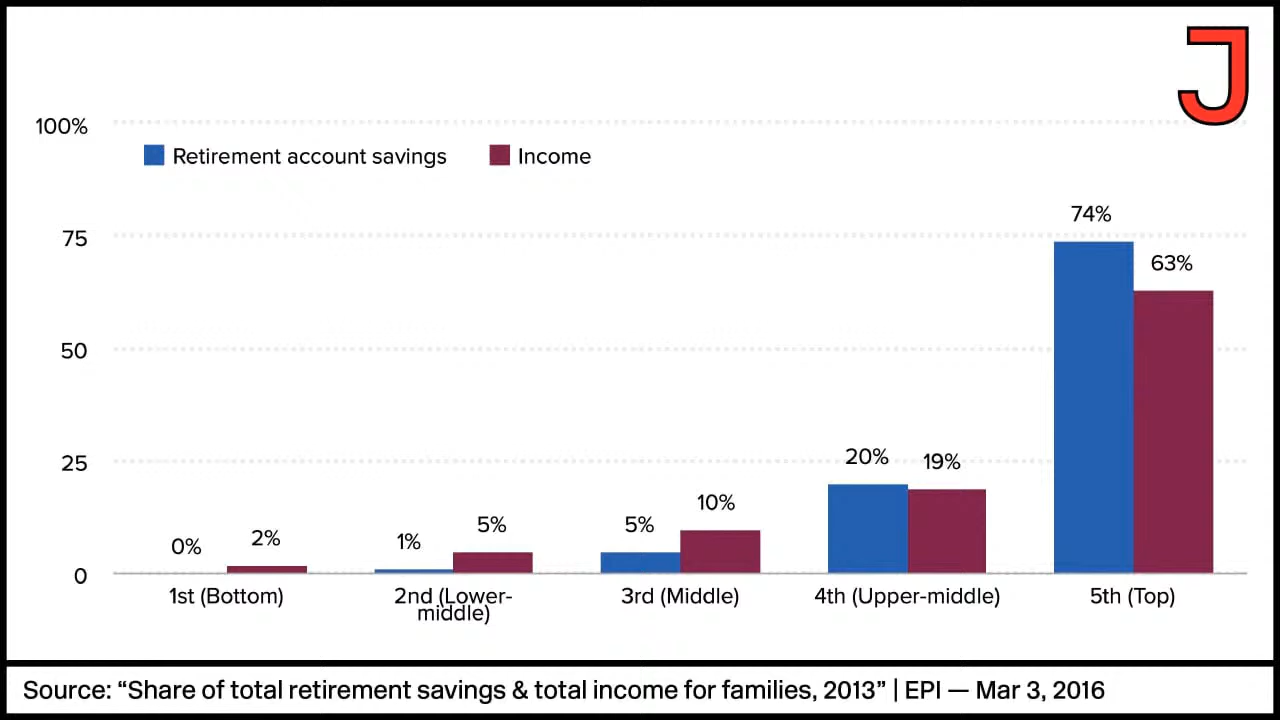 J
100%
Retirement account savings
Income
74%
75
63%
50
20%
19%
25
10%
5%
5%
1%
2%
0%
0
1st (Bottom)
2nd (Lower-
middle)
3rd (Middle)
4th (Upper-middle)
5th (Top)
Source: “Share of total retirement savings & total income for families, 2013” | EPI — Mar 3, 2016